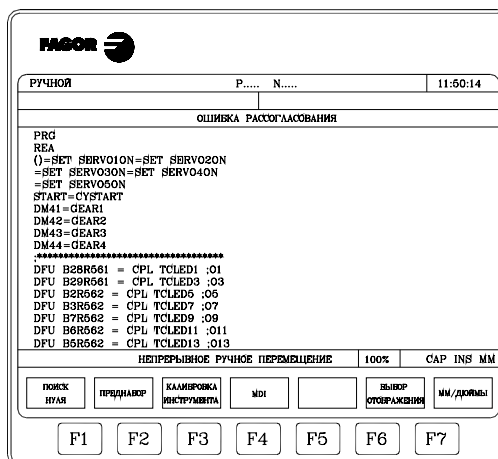 FAGOR
РУЧНОЙ P..... N..... 11:50:14
ОШИБКА РАССОГЛАСОВАНИЯ
PRG
REA
()=SET SERVO1ON=SET SERVO2ON
=SET SERVO3ON=SET SERVO4ON
=SET SERVO5ON
START=CYSTART
DM41=GEAR1
DM42=GEAR2
DM43=GEAR3
DM44=GEAR4
;**********************************
DFU B28R561 = CPL TCLED1 ;01
DFU B29R561 = CPL TCLED3 ;03
DFU B2R562 = CPL TCLED5 ;05
DFU B3R562 = CPL TCLED7 ;07
DFU B7R562 = CPL TCLED9 ;09
DFU B6R562 = CPL TCLED11 ;011
DFU B5R562 = CPL TCLED13 ;013
НЕПРЕРЫВНОЕ РУЧНОЕ ПЕРЕМЕЩЕНИЕ 100% CAP INS MM
ПОИСК НУЛЯ
ПРЕДНАБОР
КАЛИБРОВКА ИНСТРУМЕНТА
MDI
ВЫБОР ОТОБРАЖЕНИЯ
ММ/ДЮЙМЫ
F1 F2 F3 F4 F5 F6 F7